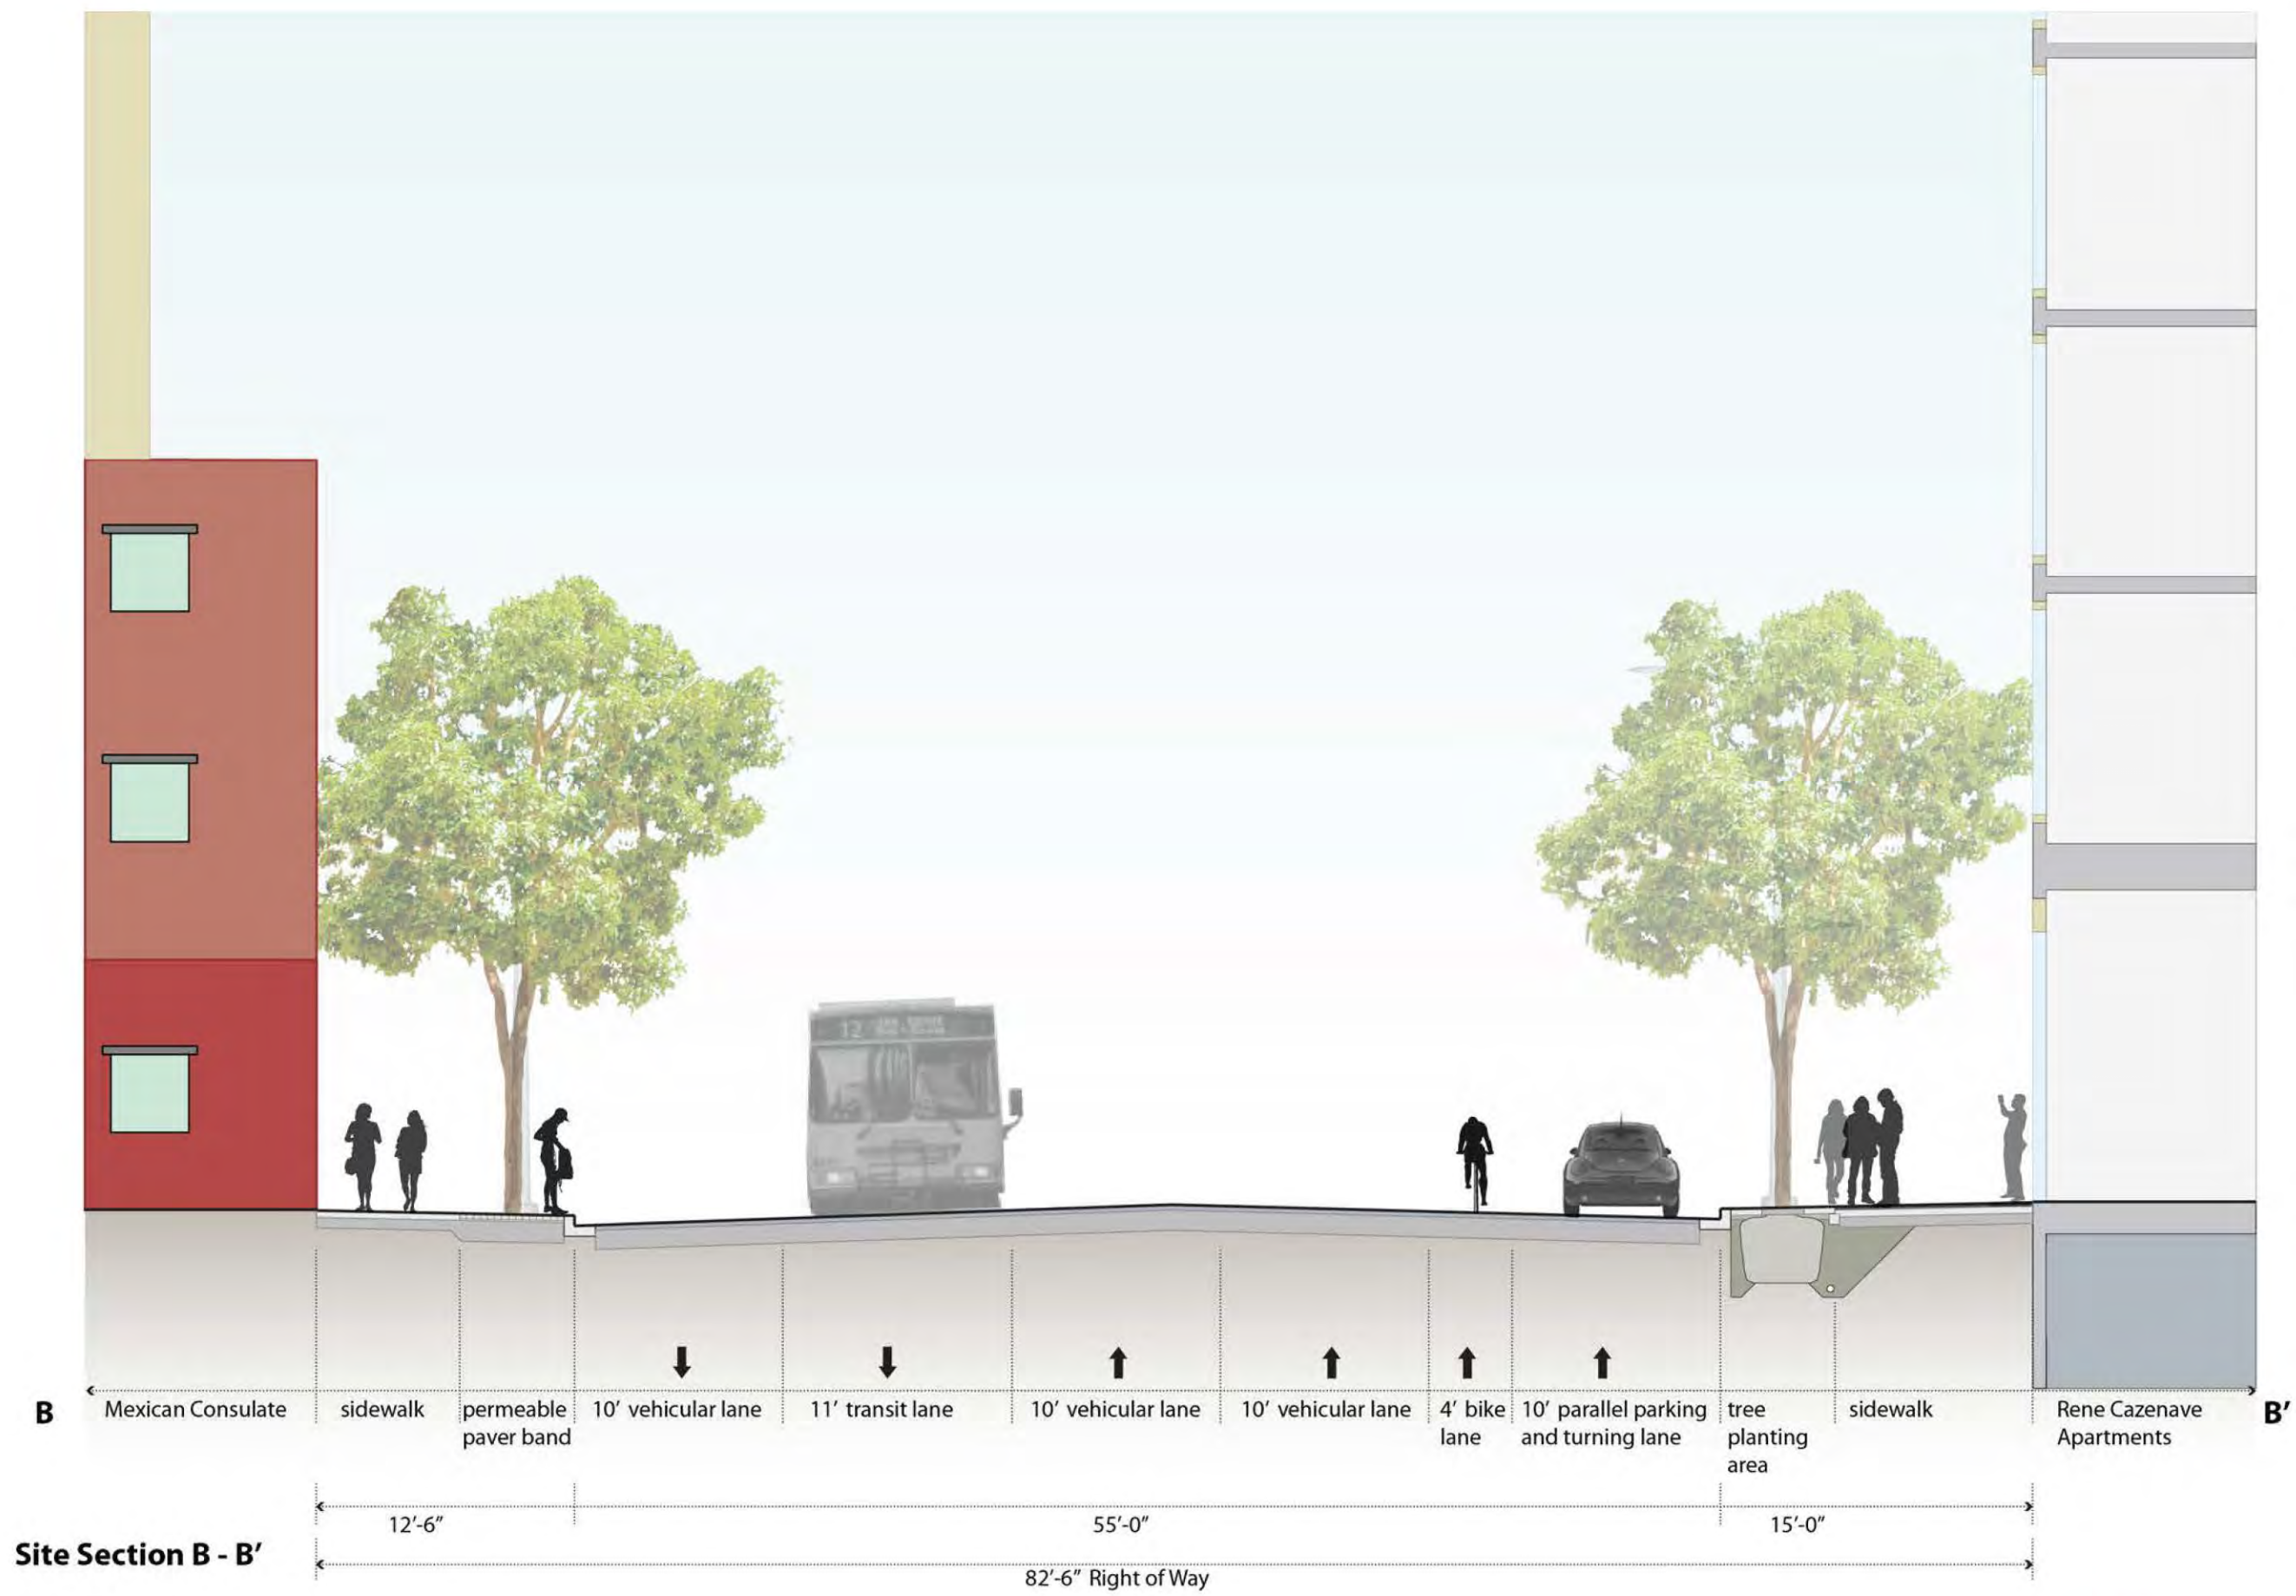 12
B
Mexican Consulate
sidewalk
permeable
paver band
10’ vehicular lane
11’ transit lane
10’ vehicular lane
10’ vehicular lane
4’ bike
lane
10’ parallel parking
and turning lane
tree
planting
area
sidewalk
Rene Cazenave
Apartments
B’
12’-6”
55’-0”
15’-0”
Site Section B - B’
82’-6” Right of Way